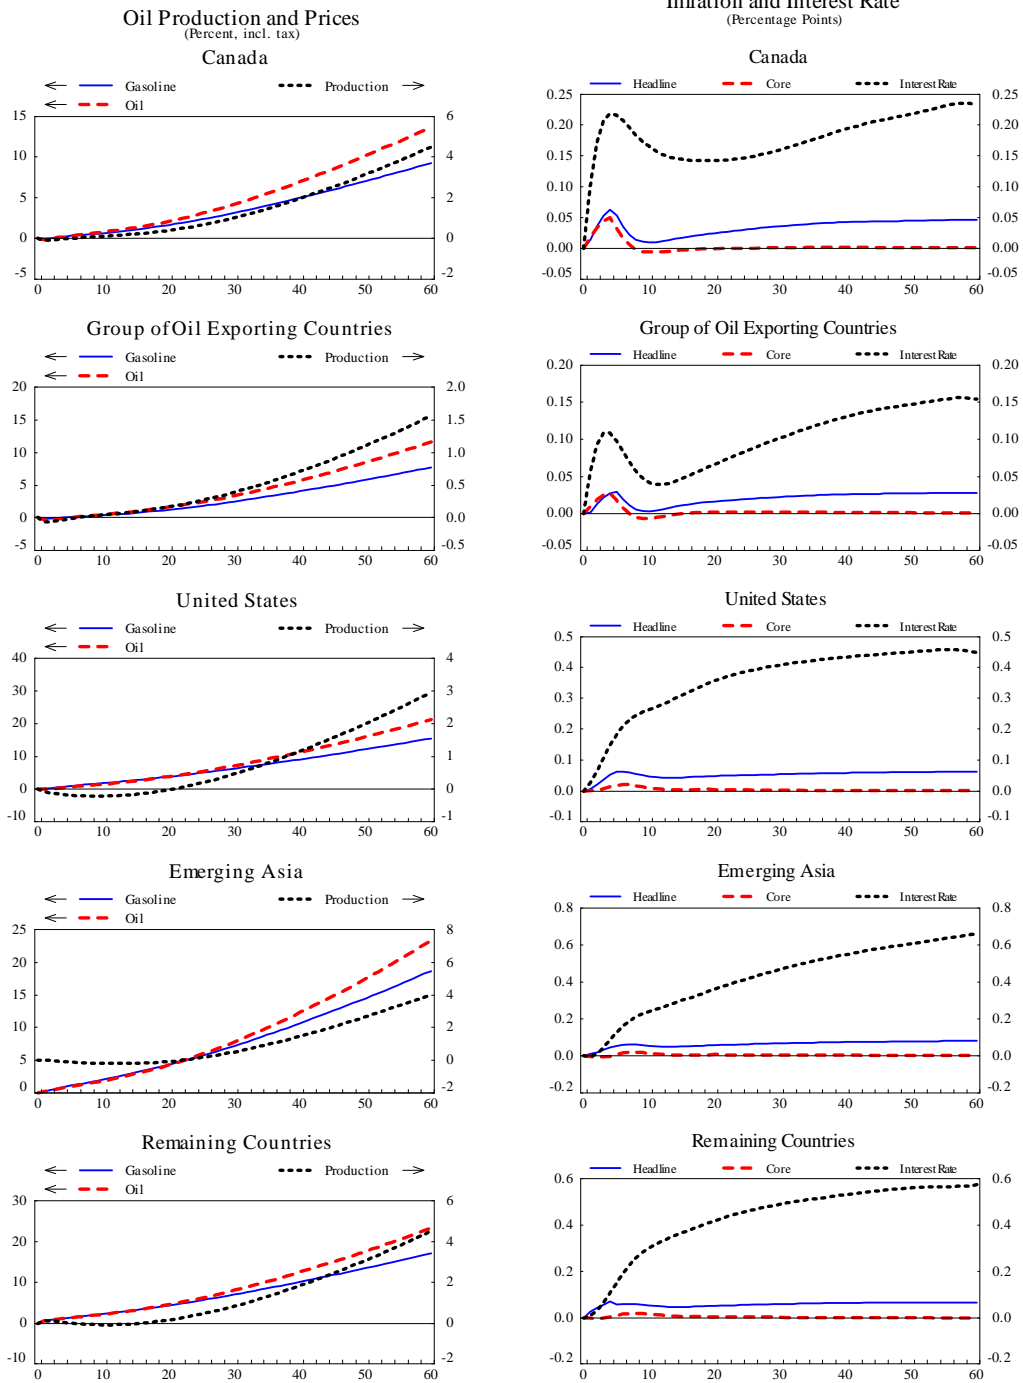 Oil Production and Prices
(Percent, incl. tax)
Canada
Gasoline
Production
Oil
15
10
5
0
-5
6
4
2
0
-2
0 10 20 30 40 50 60
Group of Oil Exporting Countries
Gasoline
Production
Oil
20
15
10
5
0
-5
2.0
1.5
1.0
0.5
0.0
-0.5
0 10 20 30 40 50 60
United States
Gasoline
Production
Oil
40
30
20
10
0
-10
4
3
2
1
0
-1
0 10 20 30 40 50 60
Emerging Asia
Gasoline
Production
Oil
25
20
15
10
5
0
8
6
4
2
0
-2
0 10 20 30 40 50 60
Remaining Countries
Gasoline
Production
Oil
30
20
10
0
-10
6
4
2
0
-2
0 10 20 30 40 50 60
Inflation and Interest Rate
(Percentage Points)
Canada
Headline
Core
Interest Rate
0.25
0.20
0.15
0.10
0.05
0.00
-0.05
0.25
0.20
0.15
0.10
0.05
0.00
-0.05
0 10 20 30 40 50 60
Group of Oil Exporting Countries
Headline
Core
Interest Rate
0.20
0.15
0.10
0.05
0.00
-0.05
0.20
0.15
0.10
0.05
0.00
-0.05
0 10 20 30 40 50 60
United States
Headline
Core
Interest Rate
0.5
0.4
0.3
0.2
0.1
0.0
-0.1
0.5
0.4
0.3
0.2
0.1
0.0
-0.1
0 10 20 30 40 50 60
Emerging Asia
Headline
Core
Interest Rate
0.8
0.6
0.4
0.2
0.0
-0.2
0.8
0.6
0.4
0.2
0.0
-0.2
0 10 20 30 40 50 60
Remaining Countries
Headline
Core
Interest Rate
0.6
0.4
0.2
0.0
-0.2
0.6
0.4
0.2
0.0
-0.2
0 10 20 30 40 50 60